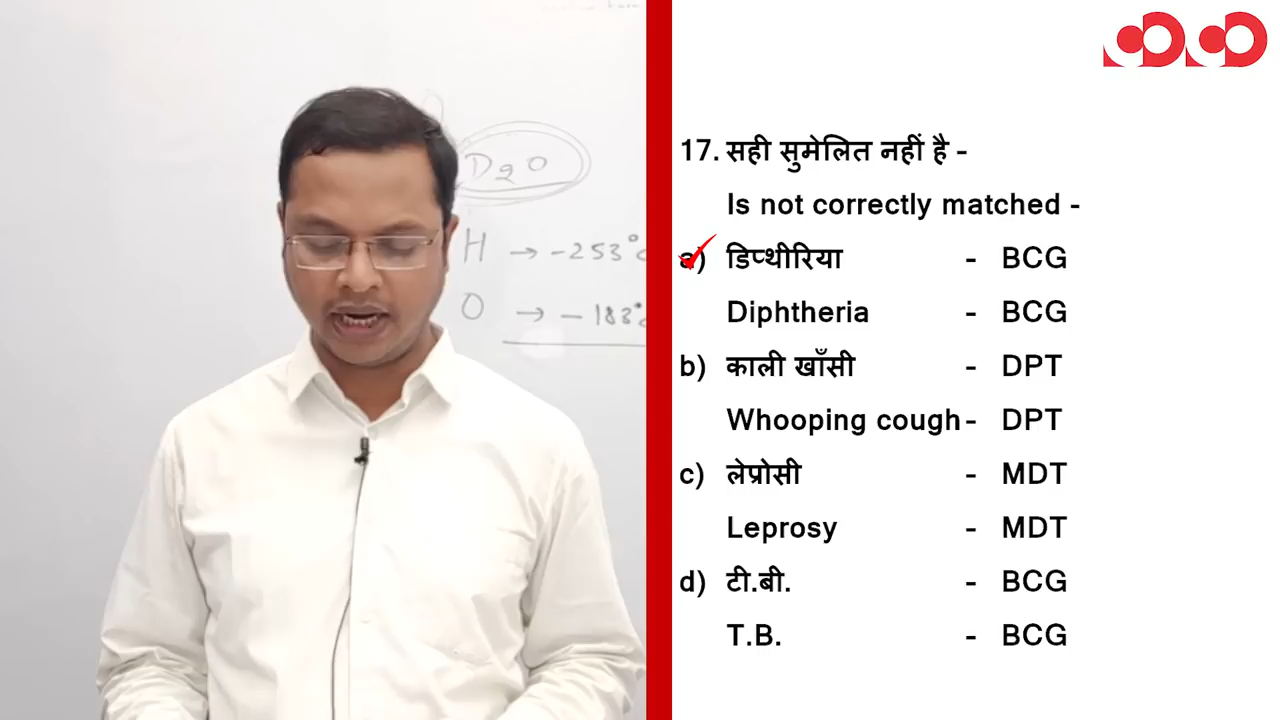 D2O
H → -253°
O → - 183°
17. सही सुमेलित नहीं है -
Is not correctly matched -
a) डिप्थीरिया - BCG
Diphtheria - BCG
b) काली खाँसी - DPT
Whooping cough - DPT
c) लेप्रोसी - MDT
Leprosy - MDT
d) टी.बी. - BCG
T.B. - BCG